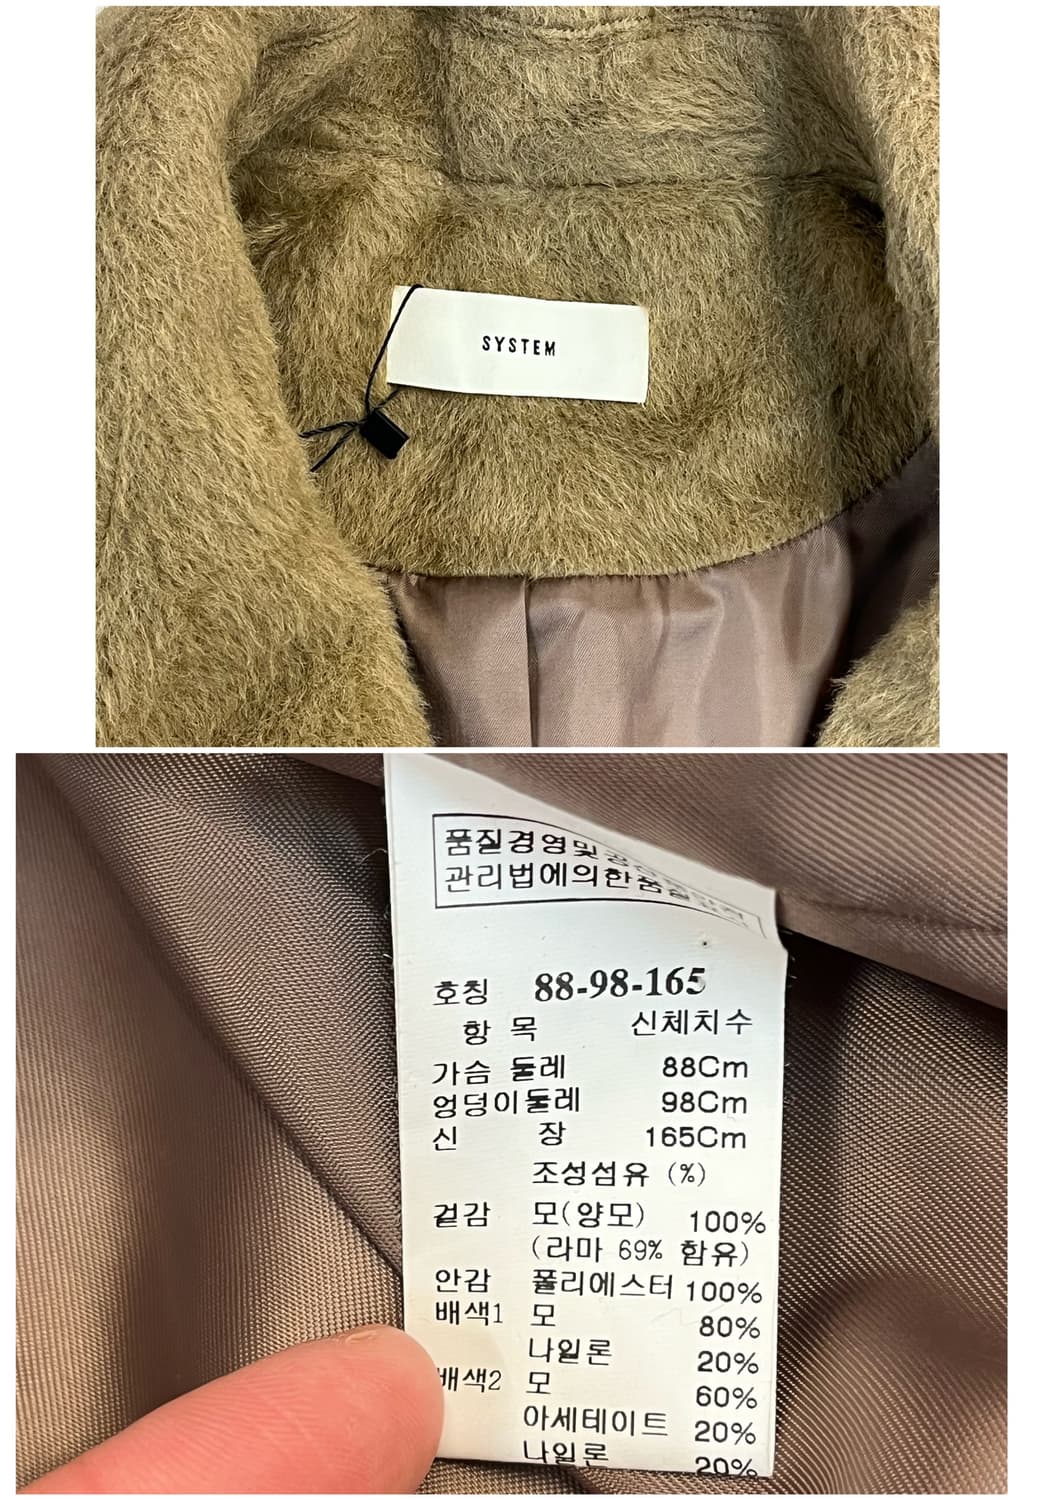 SYSTEM
품질경영및
관리법에의한품질
호칭 88-98-165
항 목 신체치수
가슴 둘레 88Cm
엉덩이둘레 98Cm
신 장 165Cm
조성섬유 (%)
겉감 모(양모) 100%
(라마 69% 함유)
안감 폴리에스터 100%
배색1 모 80%
나일론 20%
배색2 모 60%
아세테이트 20%
나일론 20%